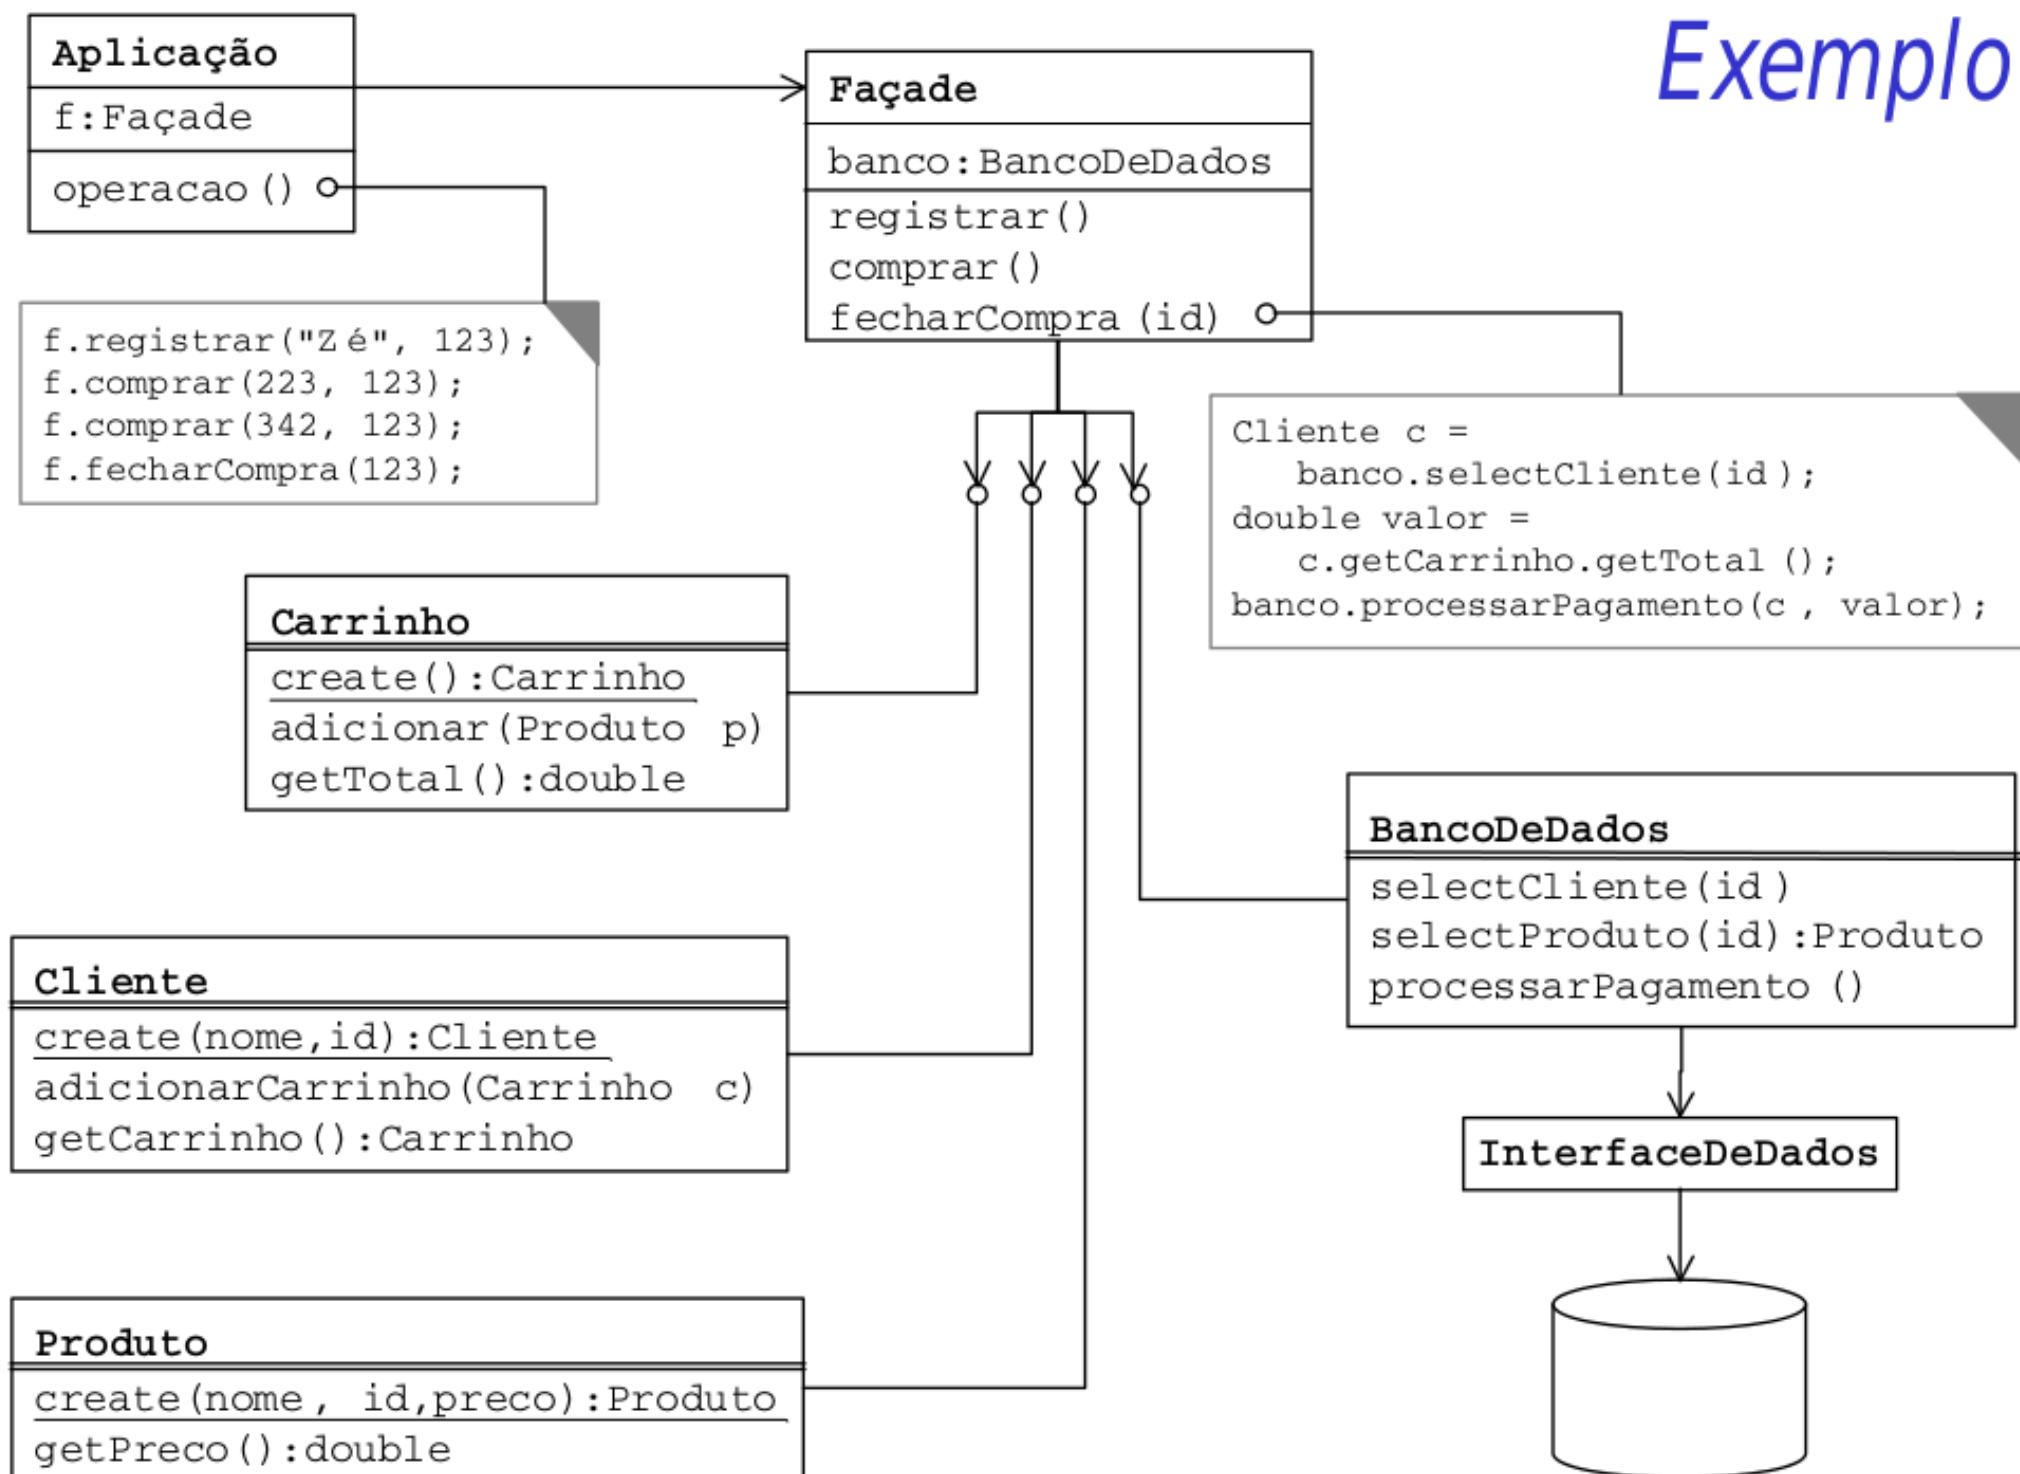 Exemplo
Aplicação
f:Façade
operacao()
f.registrar("Zé", 123);
f.comprar(223, 123);
f.comprar(342, 123);
f.fecharCompra(123);
Façade
banco:BancoDeDados
registrar()
comprar()
fecharCompra(id)
Cliente c =
banco.selectCliente(id);
double valor =
c.getCarrinho.getTotal();
banco.processarPagamento(c, valor);
Carrinho
create():Carrinho
adicionar(Produto p)
getTotal():double
BancoDeDados
selectCliente(id)
selectProduto(id):Produto
processarPagamento()
Cliente
create(nome,id):Cliente
adicionarCarrinho(Carrinho c)
getCarrinho():Carrinho
InterfaceDeDados
Produto
create(nome, id,preco):Produto
getPreco():double